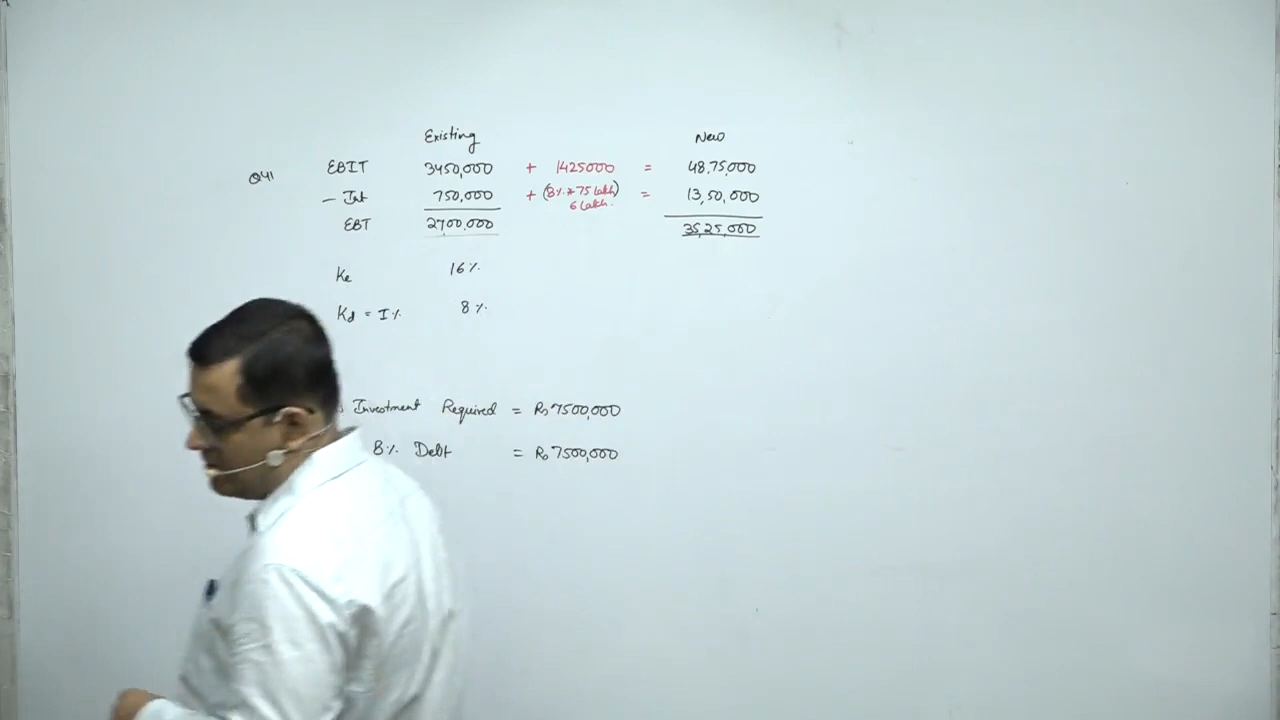 Existing New
Q41 EBIT 3450,000 + 1425000 = 48,75,000
- Int 750,000 + (8% * 75 lakh) = 13,50,000
6 lakh.
EBT 2700,000 35,25,000
Ke 16%
Kd = I% 8%
Investment Required = Rs 7500,000
8% Debt = Rs 7500,000